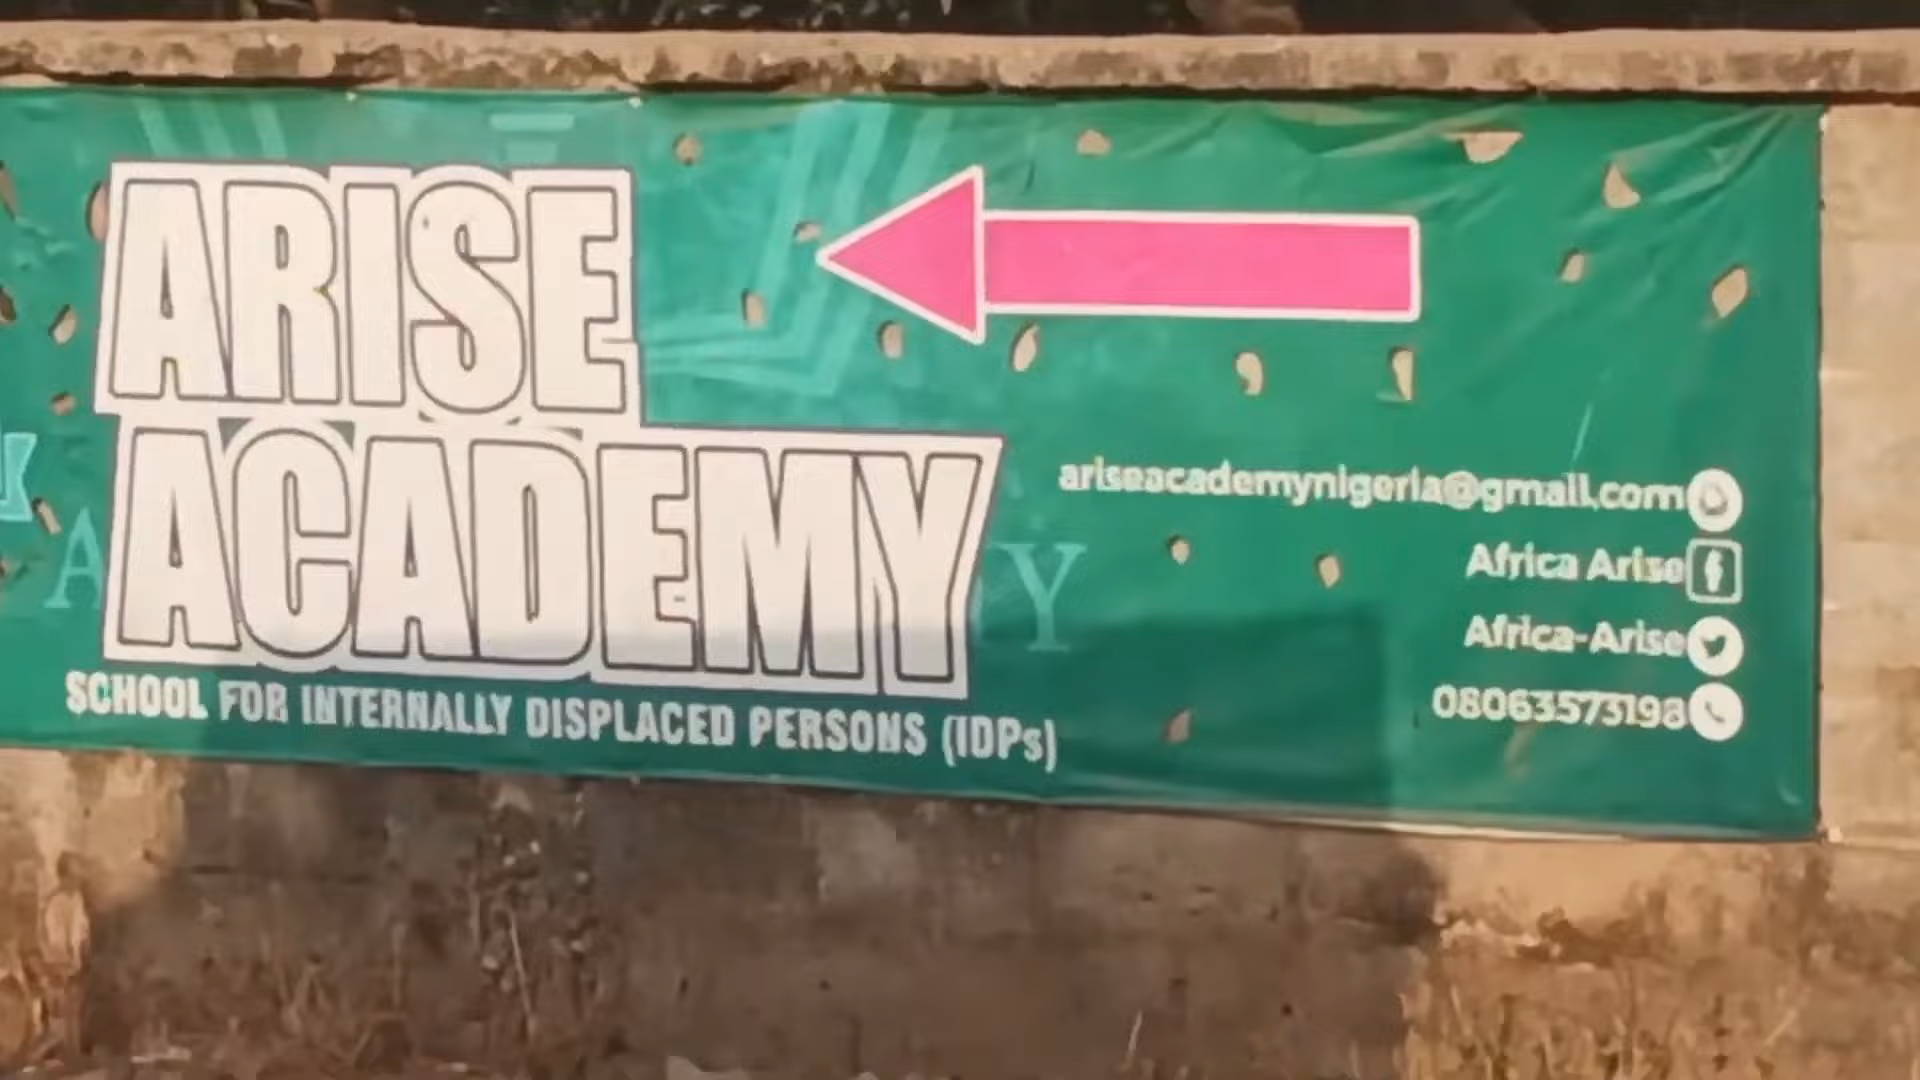 ARISE
ACADEMY
SCHOOL FOR INTERNALLY DISPLACED PERSONS (IDPs)
ariseacademynigeria@gmail.com
Africa Arise
Africa-Arise
08063573198